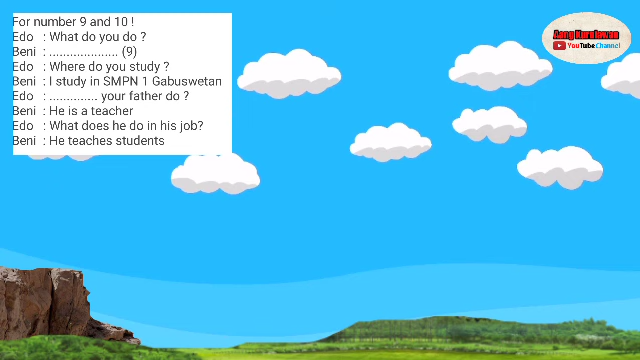 For number 9 and 10 !
Edo : What do you do ?
Beni : .................... (9)
Edo : Where do you study ?
Beni : I study in SMPN 1 Gabuswetan
Edo : .............. your father do ?
Beni : He is a teacher
Edo : What does he do in his job?
Beni : He teaches students
Aang Kurniawan
YouTube Channel